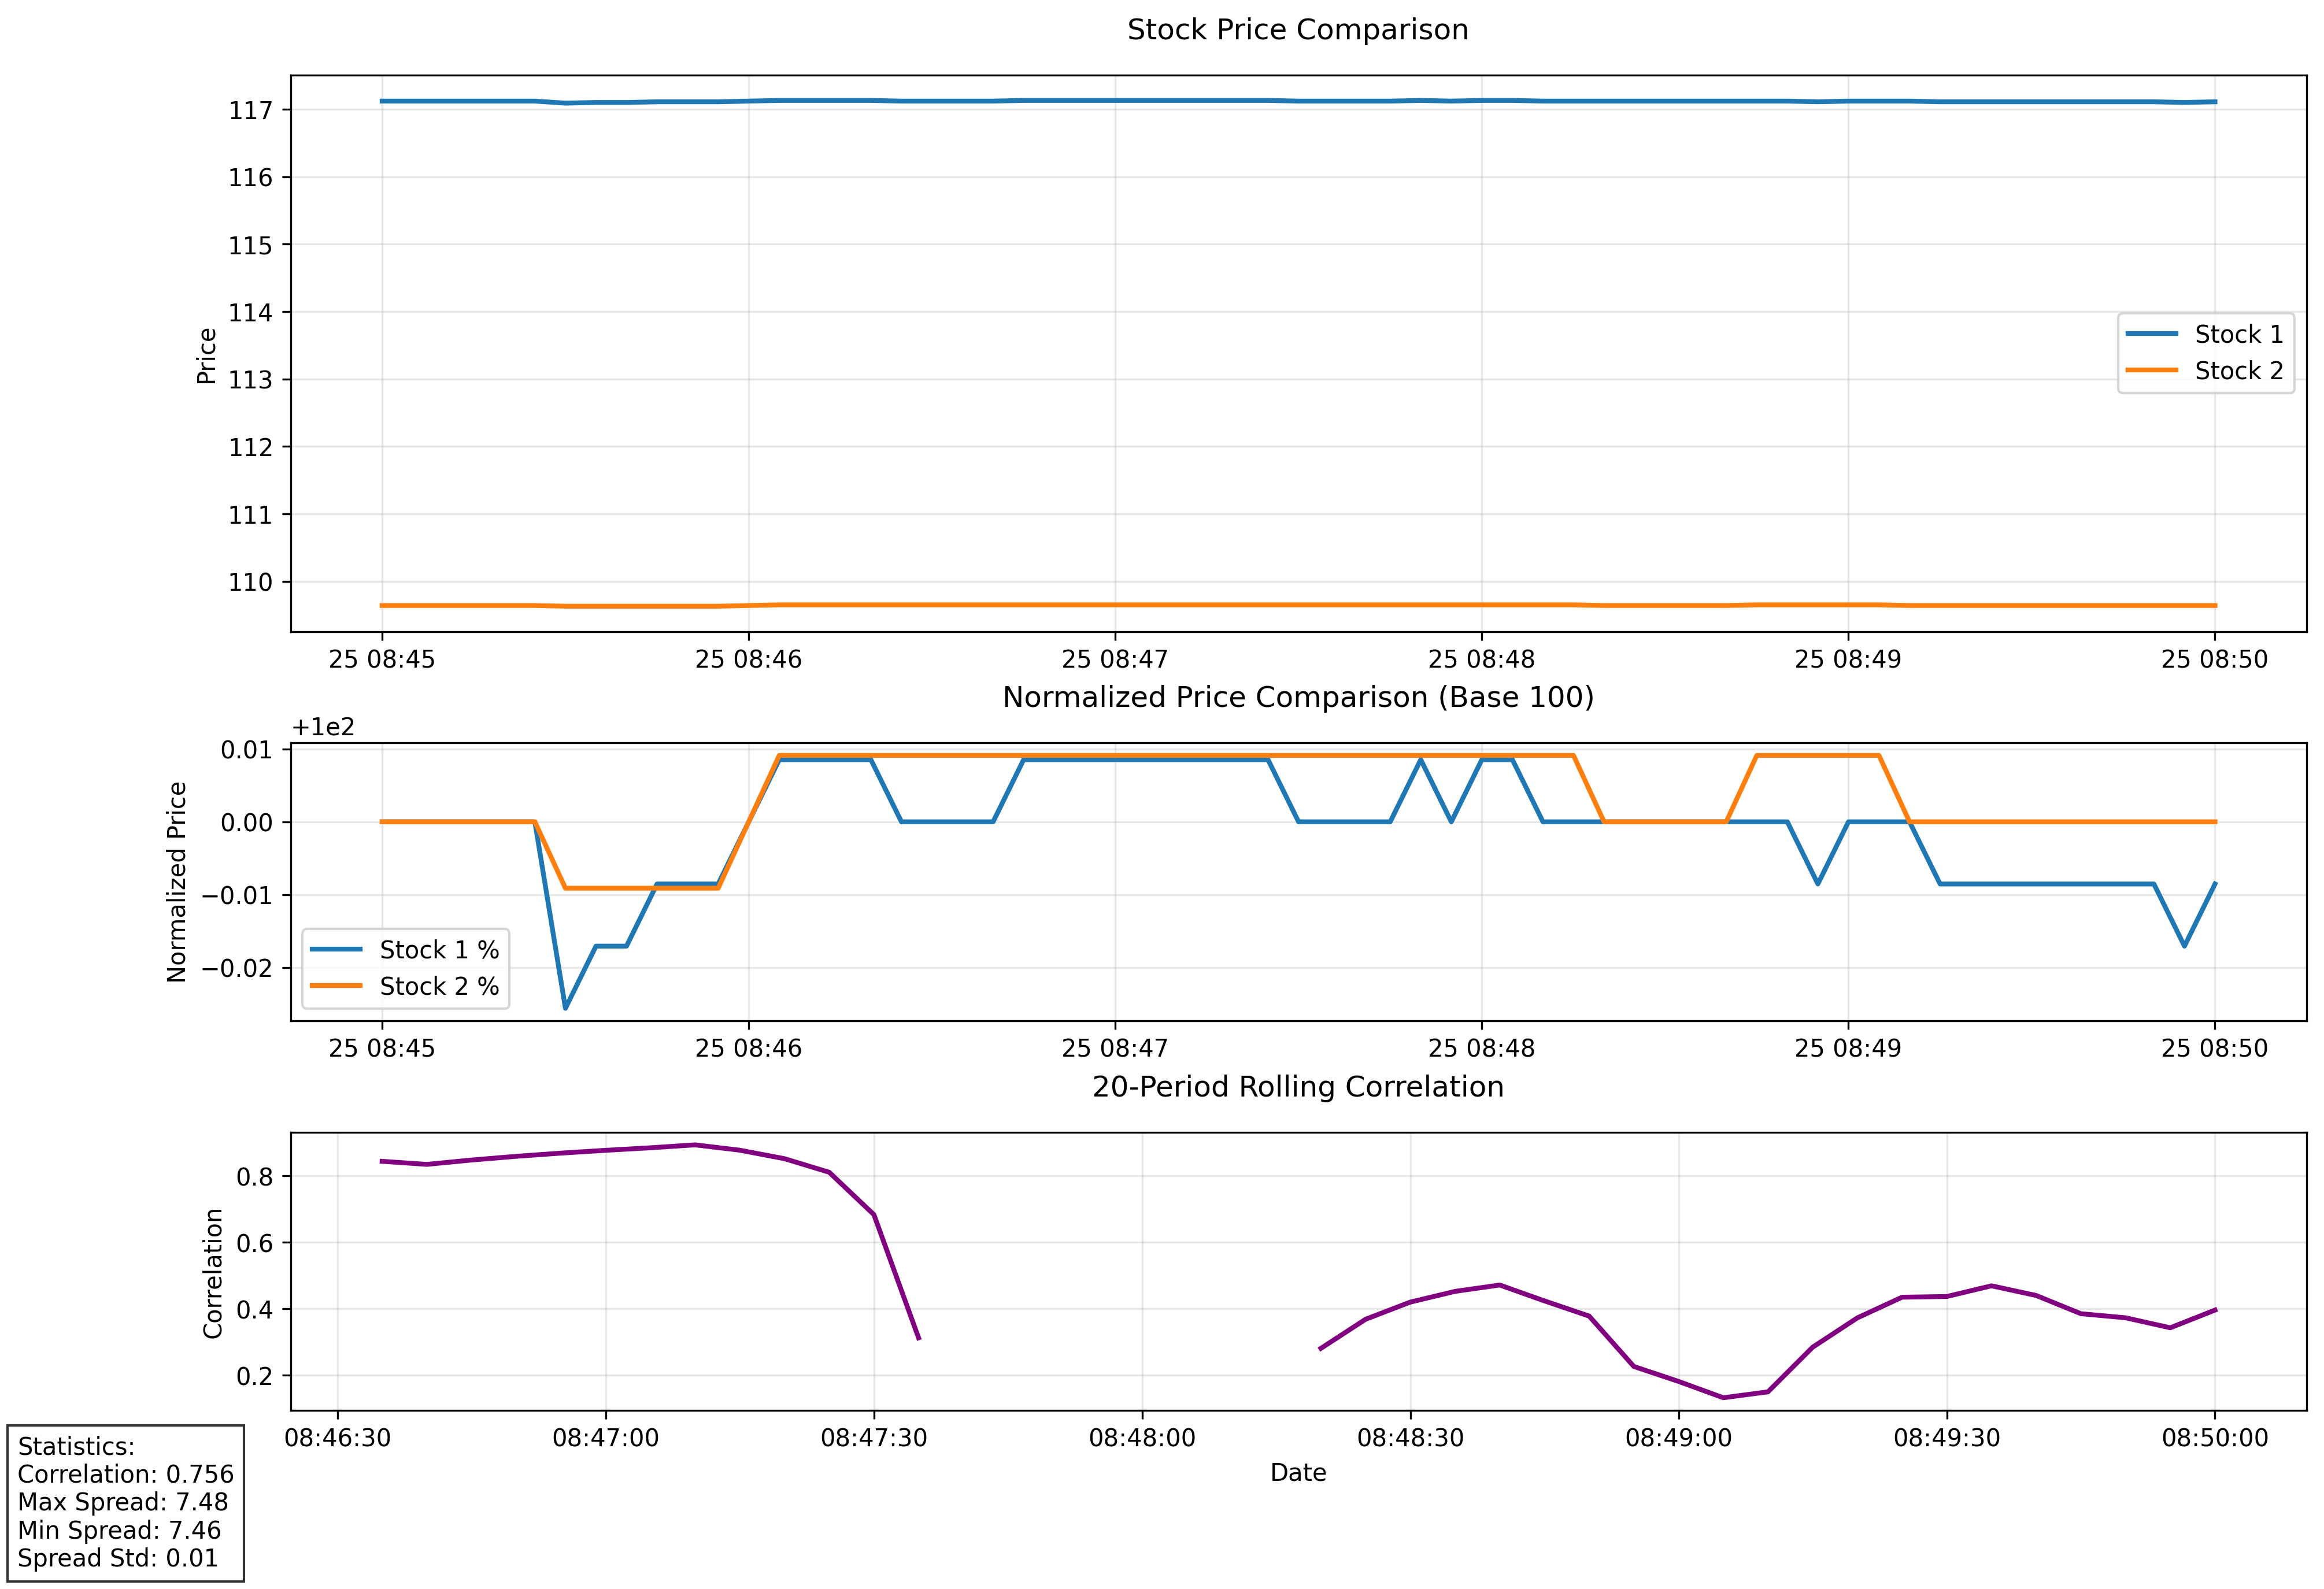 Stock Price Comparison
117
116
115
114
113
112
111
110
Price
Stock 1
Stock 2
25 08:45
25 08:46
25 08:47
25 08:48
25 08:49
25 08:50
Normalized Price Comparison (Base 100)
+1e2
0.01
0.00
−0.01
−0.02
Normalized Price
Stock 1 %
Stock 2 %
25 08:45
25 08:46
25 08:47
25 08:48
25 08:49
25 08:50
20-Period Rolling Correlation
0.8
0.6
0.4
0.2
Correlation
08:46:30
08:47:00
08:47:30
08:48:00
08:48:30
08:49:00
08:49:30
08:50:00
Date
Statistics:
Correlation: 0.756
Max Spread: 7.48
Min Spread: 7.46
Spread Std: 0.01